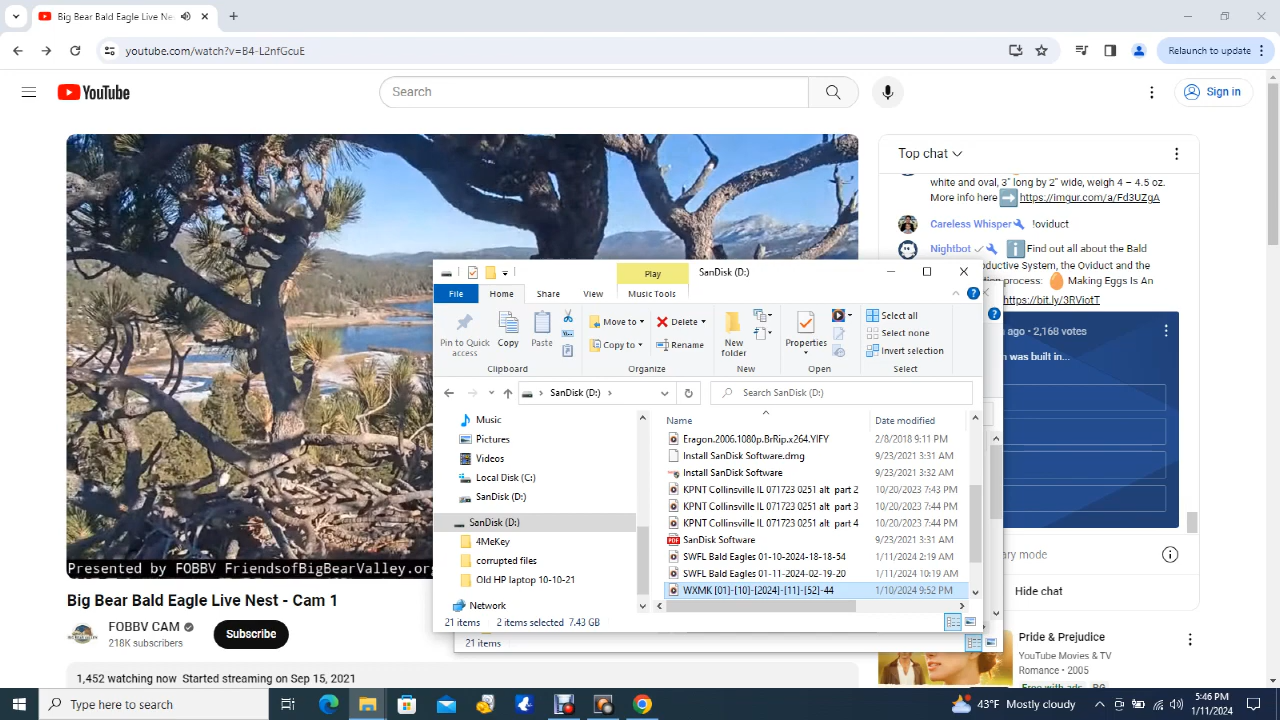 Big Bear Bald Eagle Live Nes
youtube.com/watch?v=B4-L2nfGcuE
Relaunch to update
YouTube
Search
Sign in
Top chat
white and oval, 3" long by 2" wide, weigh 4 – 4.5 oz.
More info here https://imgur.com/a/Fd3UZgA
Careless Whisper !oviduct
Nightbot Find out all about the Bald
oductive System, the Oviduct and the
tion process: Making Eggs Is An
https://bit.ly/3RViotT
ago • 2,168 votes
n was built in...
ary mode
Hide chat
Presented by FOBBV FriendsofBigBearValley.org
Big Bear Bald Eagle Live Nest - Cam 1
FOBBV CAM
218K subscribers
Subscribe
1,452 watching now Started streaming on Sep 15, 2021
Pride & Prejudice
YouTube Movies & TV
Romance • 2005
Free with ads PG
Play
SanDisk (D:)
File
Home
Share
View
Music Tools
Pin to Quick access
Copy
Paste
Move to
Copy to
Delete
Rename
New folder
Properties
Open
Select all
Select none
Invert selection
Clipboard
Organize
New
Open
Select
SanDisk (D:)
Search SanDisk (D:)
Music
Pictures
Videos
Local Disk (C:)
SanDisk (D:)
SanDisk (D:)
4MeKey
corrupted files
Old HP laptop 10-10-21
Network
Name
Date modified
Eragon.2006.1080p.BrRip.x264.YIFY 2/8/2018 9:11 PM
Install SanDisk Software.dmg 9/23/2021 3:31 AM
Install SanDisk Software 9/23/2021 3:32 AM
KPNT Collinsville IL 071723 0251 alt part 2 10/20/2023 7:43 PM
KPNT Collinsville IL 071723 0251 alt part 3 10/20/2023 7:44 PM
KPNT Collinsville IL 071723 0251 alt part 4 10/20/2023 7:44 PM
SanDisk Software 9/23/2021 3:31 AM
SWFL Bald Eagles 01-10-2024-18-18-54 1/11/2024 2:19 AM
SWFL Bald Eagles 01-11-2024-02-19-20 1/11/2024 10:19 AM
WXMK [01]-[10]-[2024]-[11]-[52]-44 1/10/2024 9:52 PM
21 items 2 items selected 7.43 GB
21 items
Type here to search
43°F Mostly cloudy
5:46 PM
1/11/2024